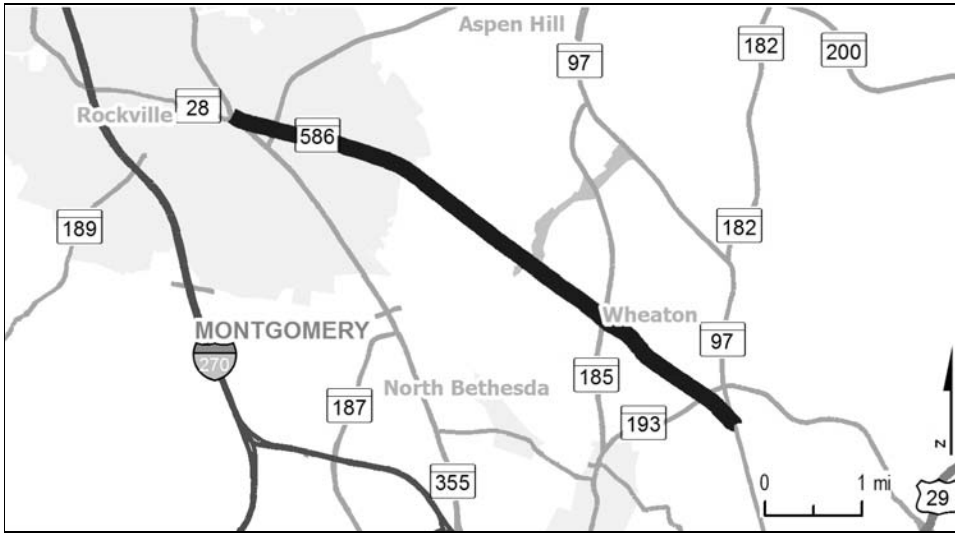 Aspen Hill
182
97
200
28
Rockville
586
189
182
MONTGOMERY
270
Wheaton
97
North Bethesda
185
187
193
355
0 1 mi
N
29